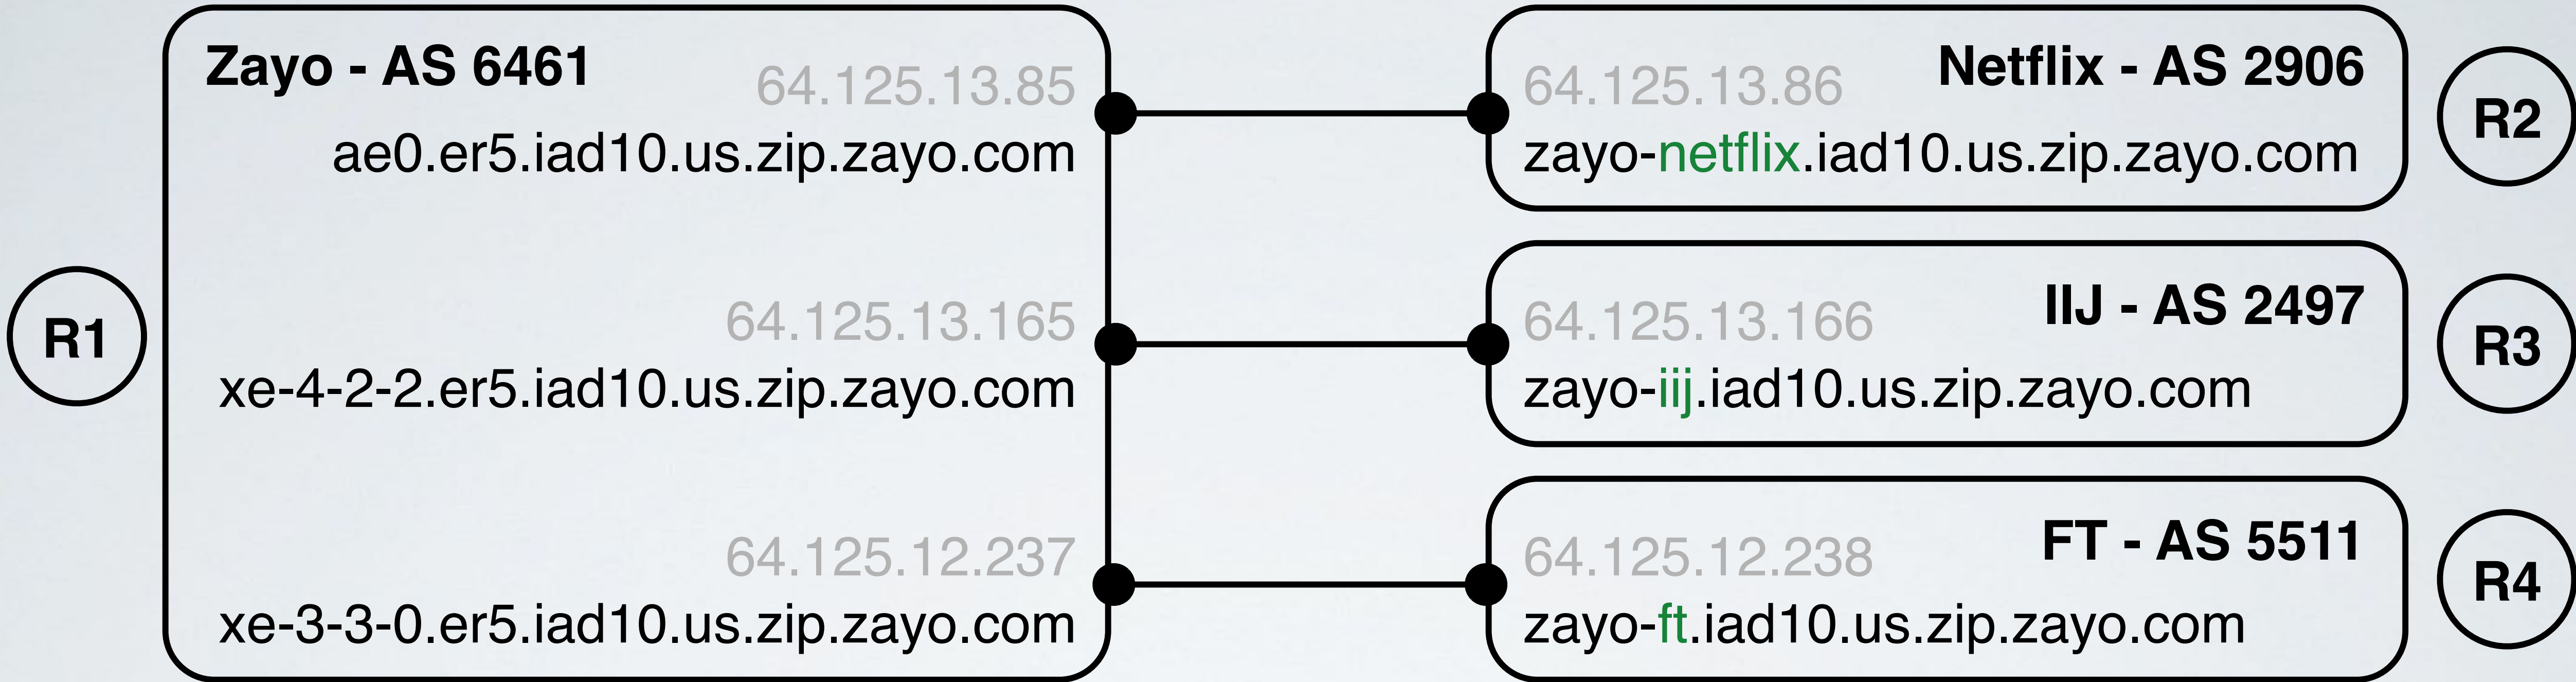 R1
Zayo - AS 6461
64.125.13.85
ae0.er5.iad10.us.zip.zayo.com
64.125.13.165
xe-4-2-2.er5.iad10.us.zip.zayo.com
64.125.12.237
xe-3-3-0.er5.iad10.us.zip.zayo.com
64.125.13.86
Netflix - AS 2906
zayo-netflix.iad10.us.zip.zayo.com
R2
64.125.13.166
IIJ - AS 2497
zayo-iij.iad10.us.zip.zayo.com
R3
64.125.12.238
FT - AS 5511
zayo-ft.iad10.us.zip.zayo.com
R4